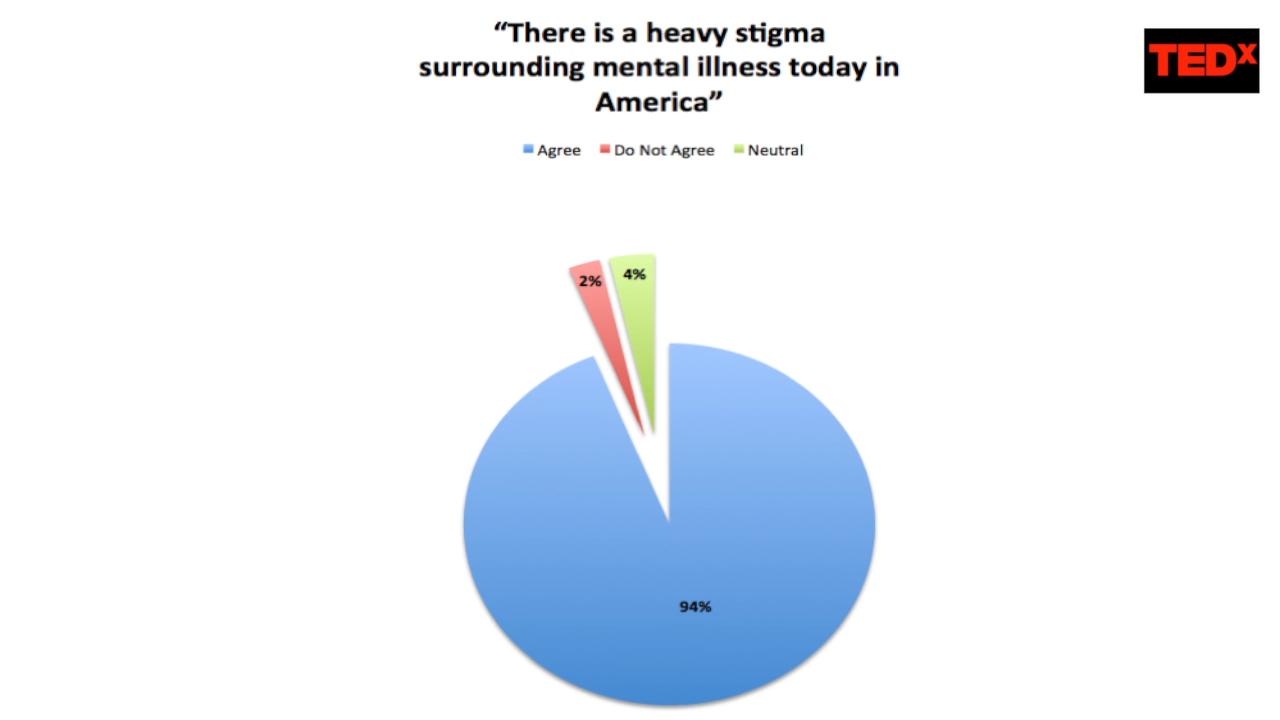 “There is a heavy stigma
surrounding mental illness today in
America”
TEDx
Agree Do Not Agree Neutral
2% 4%
94%